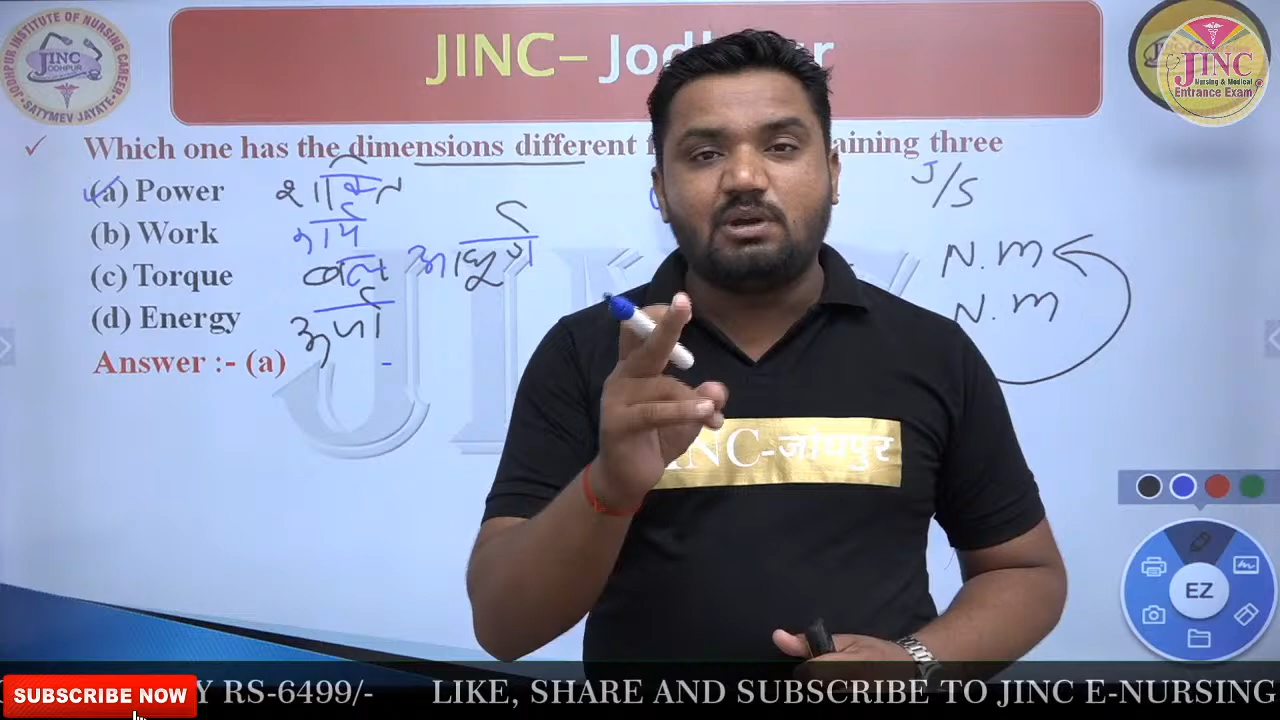 JODHPUR INSTITUTE OF NURSING CAREER
JINC
JODHPUR
SATYMEV JAYATE
JINC– Jodhpur
JINC
Nursing & Medical
Entrance Exam
✓ Which one has the dimensions different aining three
(a) Power शक्ति J/S
(b) Work कार्य
(c) Torque बल आघूर्ण N.m
(d) Energy ऊर्जा N.m
Answer :- (a)
JINC-जोधपुर
EZ
SUBSCRIBE NOW
Y RS-6499/- LIKE, SHARE AND SUBSCRIBE TO JINC E-NURSING